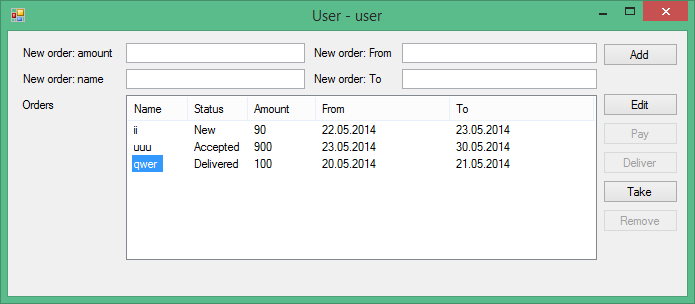 User - user
New order: amount New order: From Add
New order: name New order: To
Orders Name Status Amount From To Edit
ii New 90 22.05.2014 23.05.2014
uuu Accepted 900 23.05.2014 30.05.2014 Pay
qwer Delivered 100 20.05.2014 21.05.2014 Deliver
Take
Remove